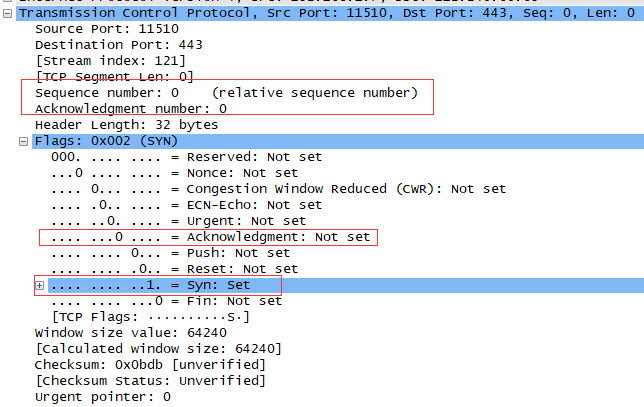 Transmission Control Protocol, Src Port: 11510, Dst Port: 443, Seq: 0, Len: 0
Source Port: 11510
Destination Port: 443
[Stream index: 121]
[TCP Segment Len: 0]
Sequence number: 0    (relative sequence number)
Acknowledgment number: 0
Header Length: 32 bytes
Flags: 0x002 (SYN)
000. .... .... = Reserved: Not set
...0 .... .... = Nonce: Not set
.... 0... .... = Congestion Window Reduced (CWR): Not set
.... .0.. .... = ECN-Echo: Not set
.... ..0. .... = Urgent: Not set
.... ...0 .... = Acknowledgment: Not set
.... .... 0... = Push: Not set
.... .... .0.. = Reset: Not set
.... .... ..1. = Syn: Set
.... .... ...0 = Fin: Not set
[TCP Flags: ··········S·]
Window size value: 64240
[Calculated window size: 64240]
Checksum: 0x0bdb [unverified]
[Checksum Status: Unverified]
Urgent pointer: 0